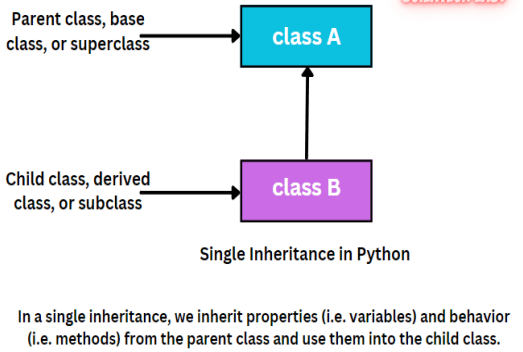 Parent class, base
class, or superclass
class A
Child class, derived
class, or subclass
class B
Single Inheritance in Python
In a single inheritance, we inherit properties (i.e. variables) and behavior
(i.e. methods) from the parent class and use them into the child class.